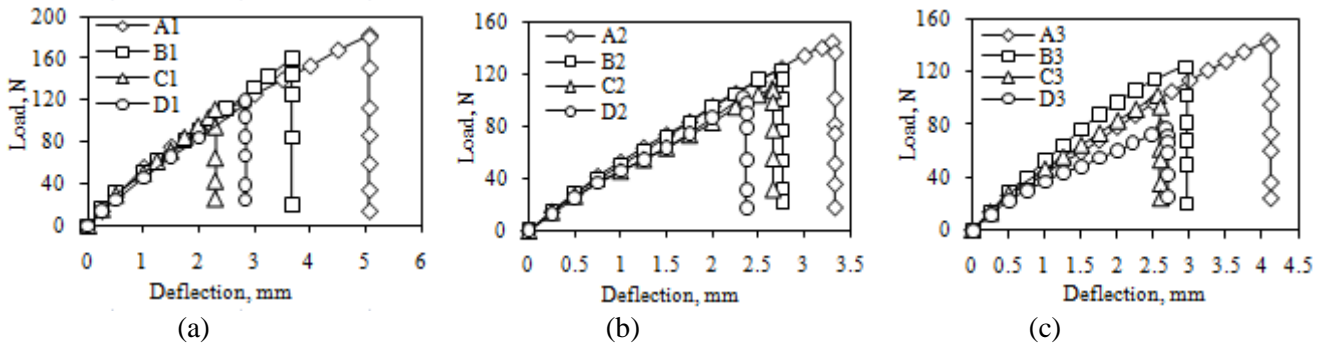 200
160
120
80
40
0
Load, N
A1
B1
C1
D1
0 1 2 3 4 5 6
Deflection, mm
(a)
160
120
80
40
0
Load, N
A2
B2
C2
D2
0 0.5 1 1.5 2 2.5 3 3.5
Deflection, mm
(b)
160
120
80
40
0
Load, N
A3
B3
C3
D3
0 0.5 1 1.5 2 2.5 3 3.5 4 4.5
Deflection, mm
(c)